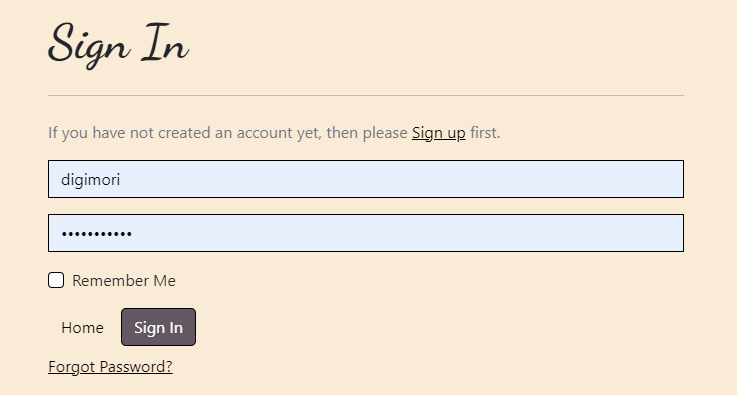 Sign In
If you have not created an account yet, then please Sign up first.
digimori
•••••••••••
Remember Me
Home Sign In
Forgot Password?